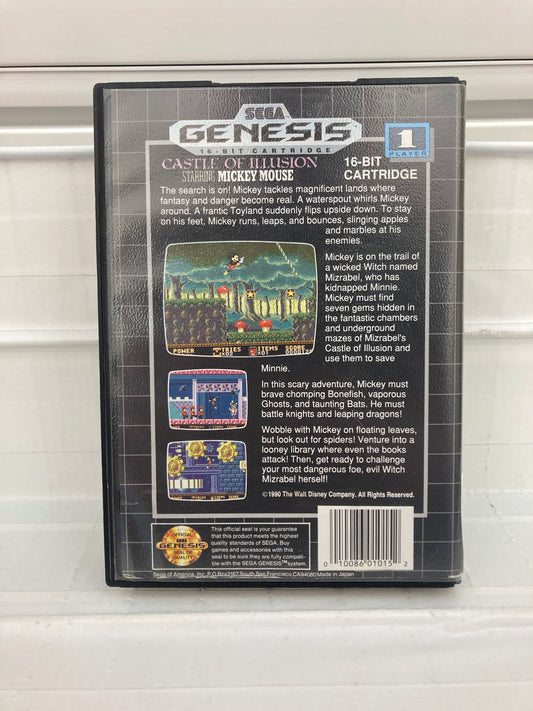 SEGA
GENESIS
16-BIT CARTRIDGE
1
PLAYER
CASTLE OF ILLUSION
STARRING MICKEY MOUSE
16-BIT
CARTRIDGE
The search is on! Mickey tackles magnificent lands where
fantasy and danger become real. A waterspout whirls Mickey
around. A frantic Toyland suddenly flips upside down. To stay
on his feet, Mickey runs, leaps, and bounces, slinging apples
and marbles at his
enemies.
Mickey is on the trail of
a wicked Witch named
Mizrabel, who has
kidnapped Minnie.
Mickey must find
seven gems hidden in
the fantastic chambers
and underground
mazes of Mizrabel's
Castle of Illusion and
use them to save
Minnie.
POWER TRIES ITEMS SCORE
In this scary adventure, Mickey must
brave chomping Bonefish, vaporous
Ghosts, and taunting Bats. He must
battle knights and leaping dragons!
Wobble with Mickey on floating leaves,
but look out for spiders! Venture into a
looney library where even the books
attack! Then, get ready to challenge
your most dangerous foe, evil Witch
Mizrabel herself!
©1990 The Walt Disney Company. All Rights Reserved.
OFFICIAL
SEGA
GENESIS
SEAL OF
QUALITY
This official seal is your guarantee
that this product meets the highest
quality standards of SEGA. Buy
games and accessories with this
seal to be sure they are fully compati-
ble with the SEGA GENESIS™ system.
0 10086 01015 2
Sega of America, Inc. P.O.Box2167,South San Francisco,CA94080 Made in Japan